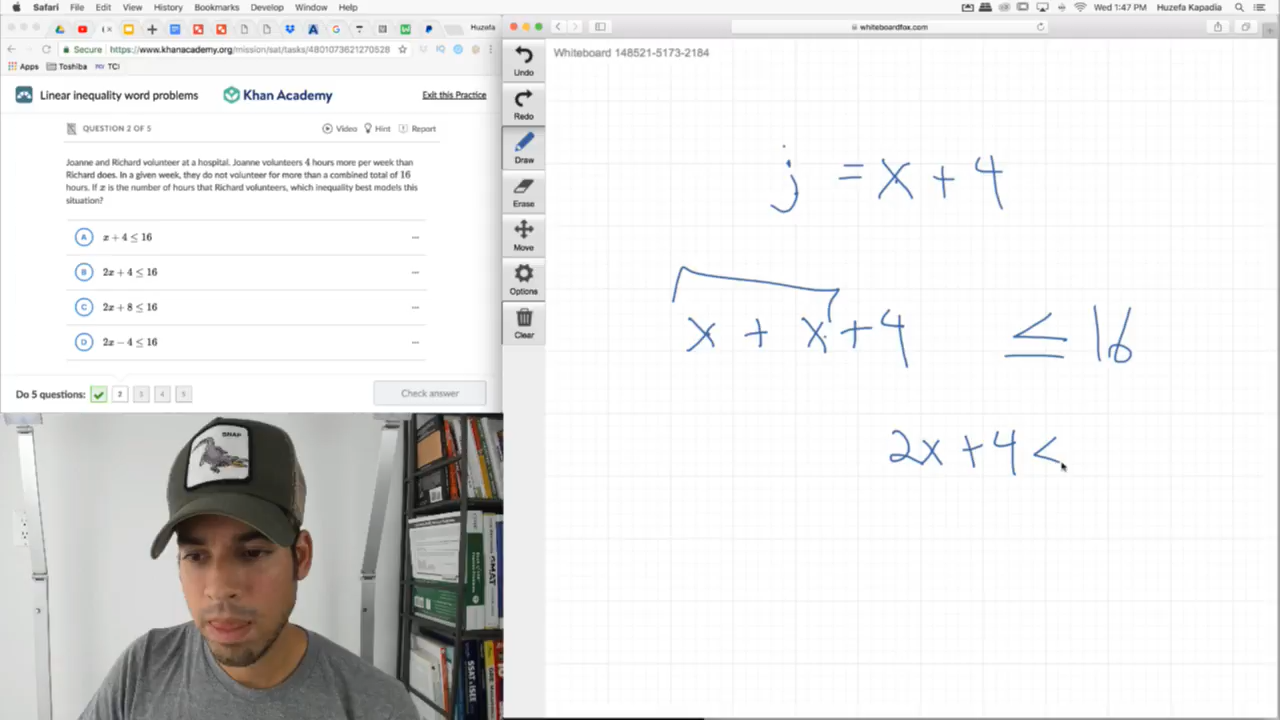 Safari File Edit View History Bookmarks Develop Window Help
Wed 1:47 PM Huzefa Kapadia
Huzefa
Secure https://www.khanacademy.org/mission/sat/tasks/4801073621270528
Apps Toshiba TCI
whiteboardfox.com
Linear inequality word problems
Khan Academy
Exit this Practice
QUESTION 2 OF 5
Video Hint Report
Joanne and Richard volunteer at a hospital. Joanne volunteers 4 hours more per week than
Richard does. In a given week, they do not volunteer for more than a combined total of 16
hours. If x is the number of hours that Richard volunteers, which inequality best models this
situation?
A x + 4 ≤ 16
B 2x + 4 ≤ 16
C 2x + 8 ≤ 16
D 2x − 4 ≤ 16
Do 5 questions: 2 3 4 5
Check answer
Undo
Redo
Draw
Erase
Move
Options
Clear
Whiteboard 148521-5173-2184
j = x + 4
x + x + 4 ≤ 16
2x + 4 <
SNAP
GMAT
SSAT & ISEE